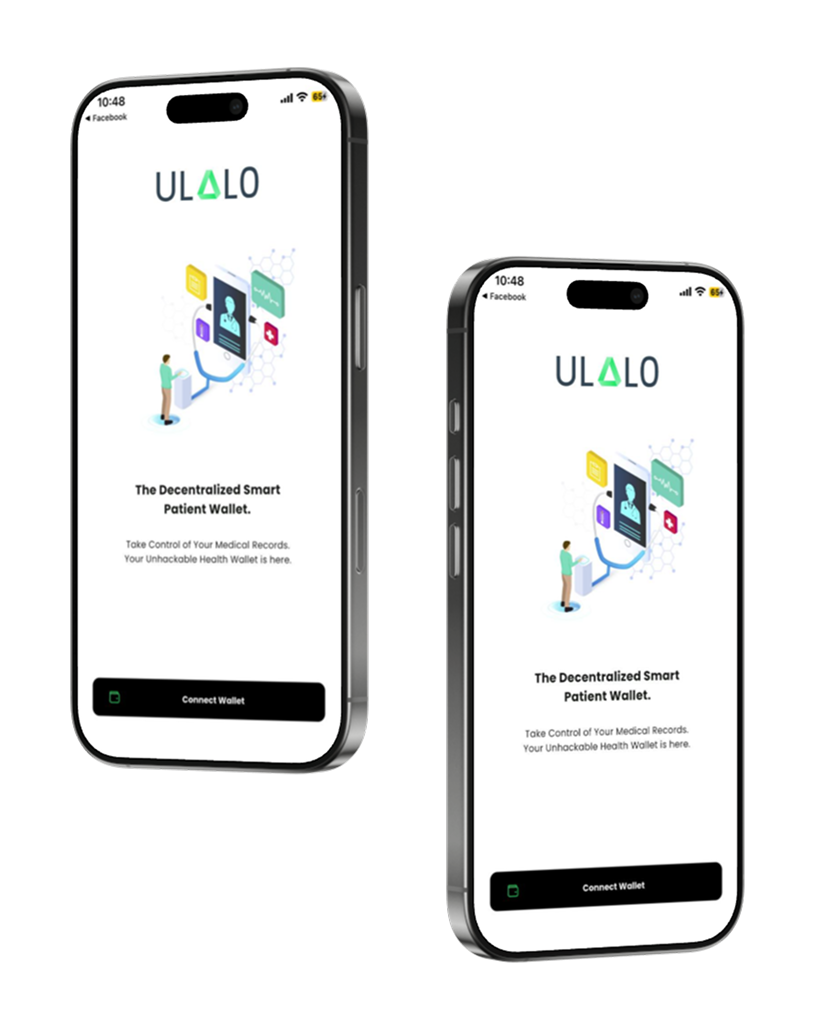 10:48
65
◀ Facebook
ULALO
The Decentralized Smart
Patient Wallet.
Take Control of Your Medical Records.
Your Unhackable Health Wallet is here.
Connect Wallet
10:48
65
◀ Facebook
ULALO
The Decentralized Smart
Patient Wallet.
Take Control of Your Medical Records.
Your Unhackable Health Wallet is here.
Connect Wallet